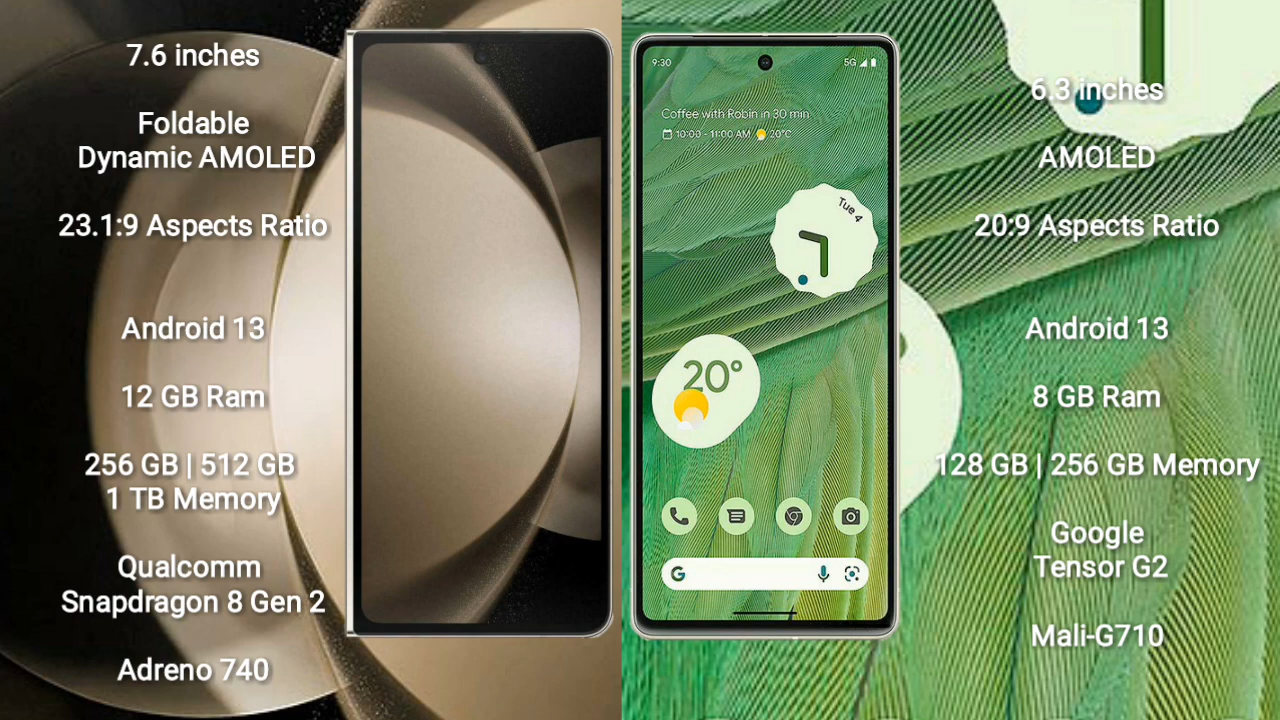 7.6 inches
Foldable
Dynamic AMOLED
23.1:9 Aspects Ratio
Android 13
12 GB Ram
256 GB | 512 GB
1 TB Memory
Qualcomm
Snapdragon 8 Gen 2
Adreno 740
9:30
5G
Coffee with Robin in 30 min
10:00 - 11:00 AM
20°C
Tue 4
20°
G
6.3 inches
AMOLED
20:9 Aspects Ratio
Android 13
8 GB Ram
128 GB | 256 GB Memory
Google
Tensor G2
Mali-G710